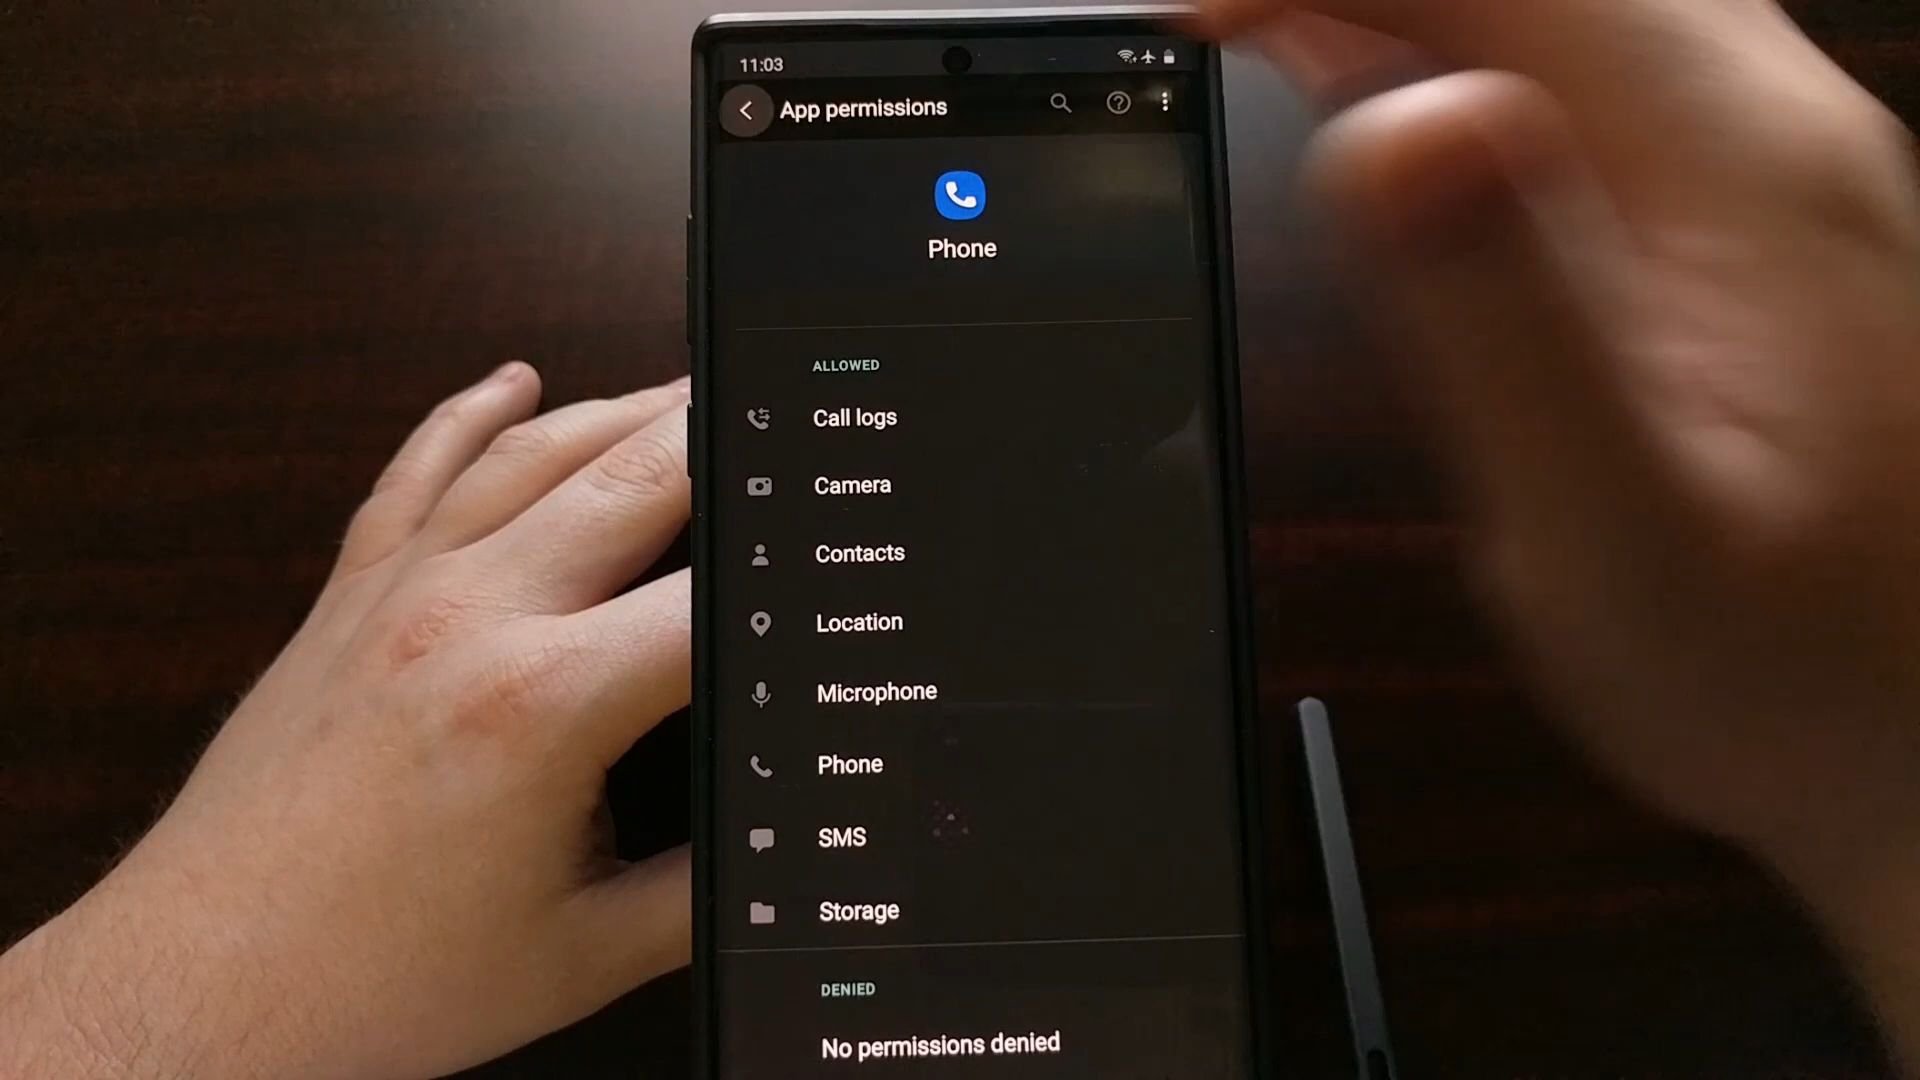 11:03
App permissions
Phone
ALLOWED
Call logs
Camera
Contacts
Location
Microphone
Phone
SMS
Storage
DENIED
No permissions denied